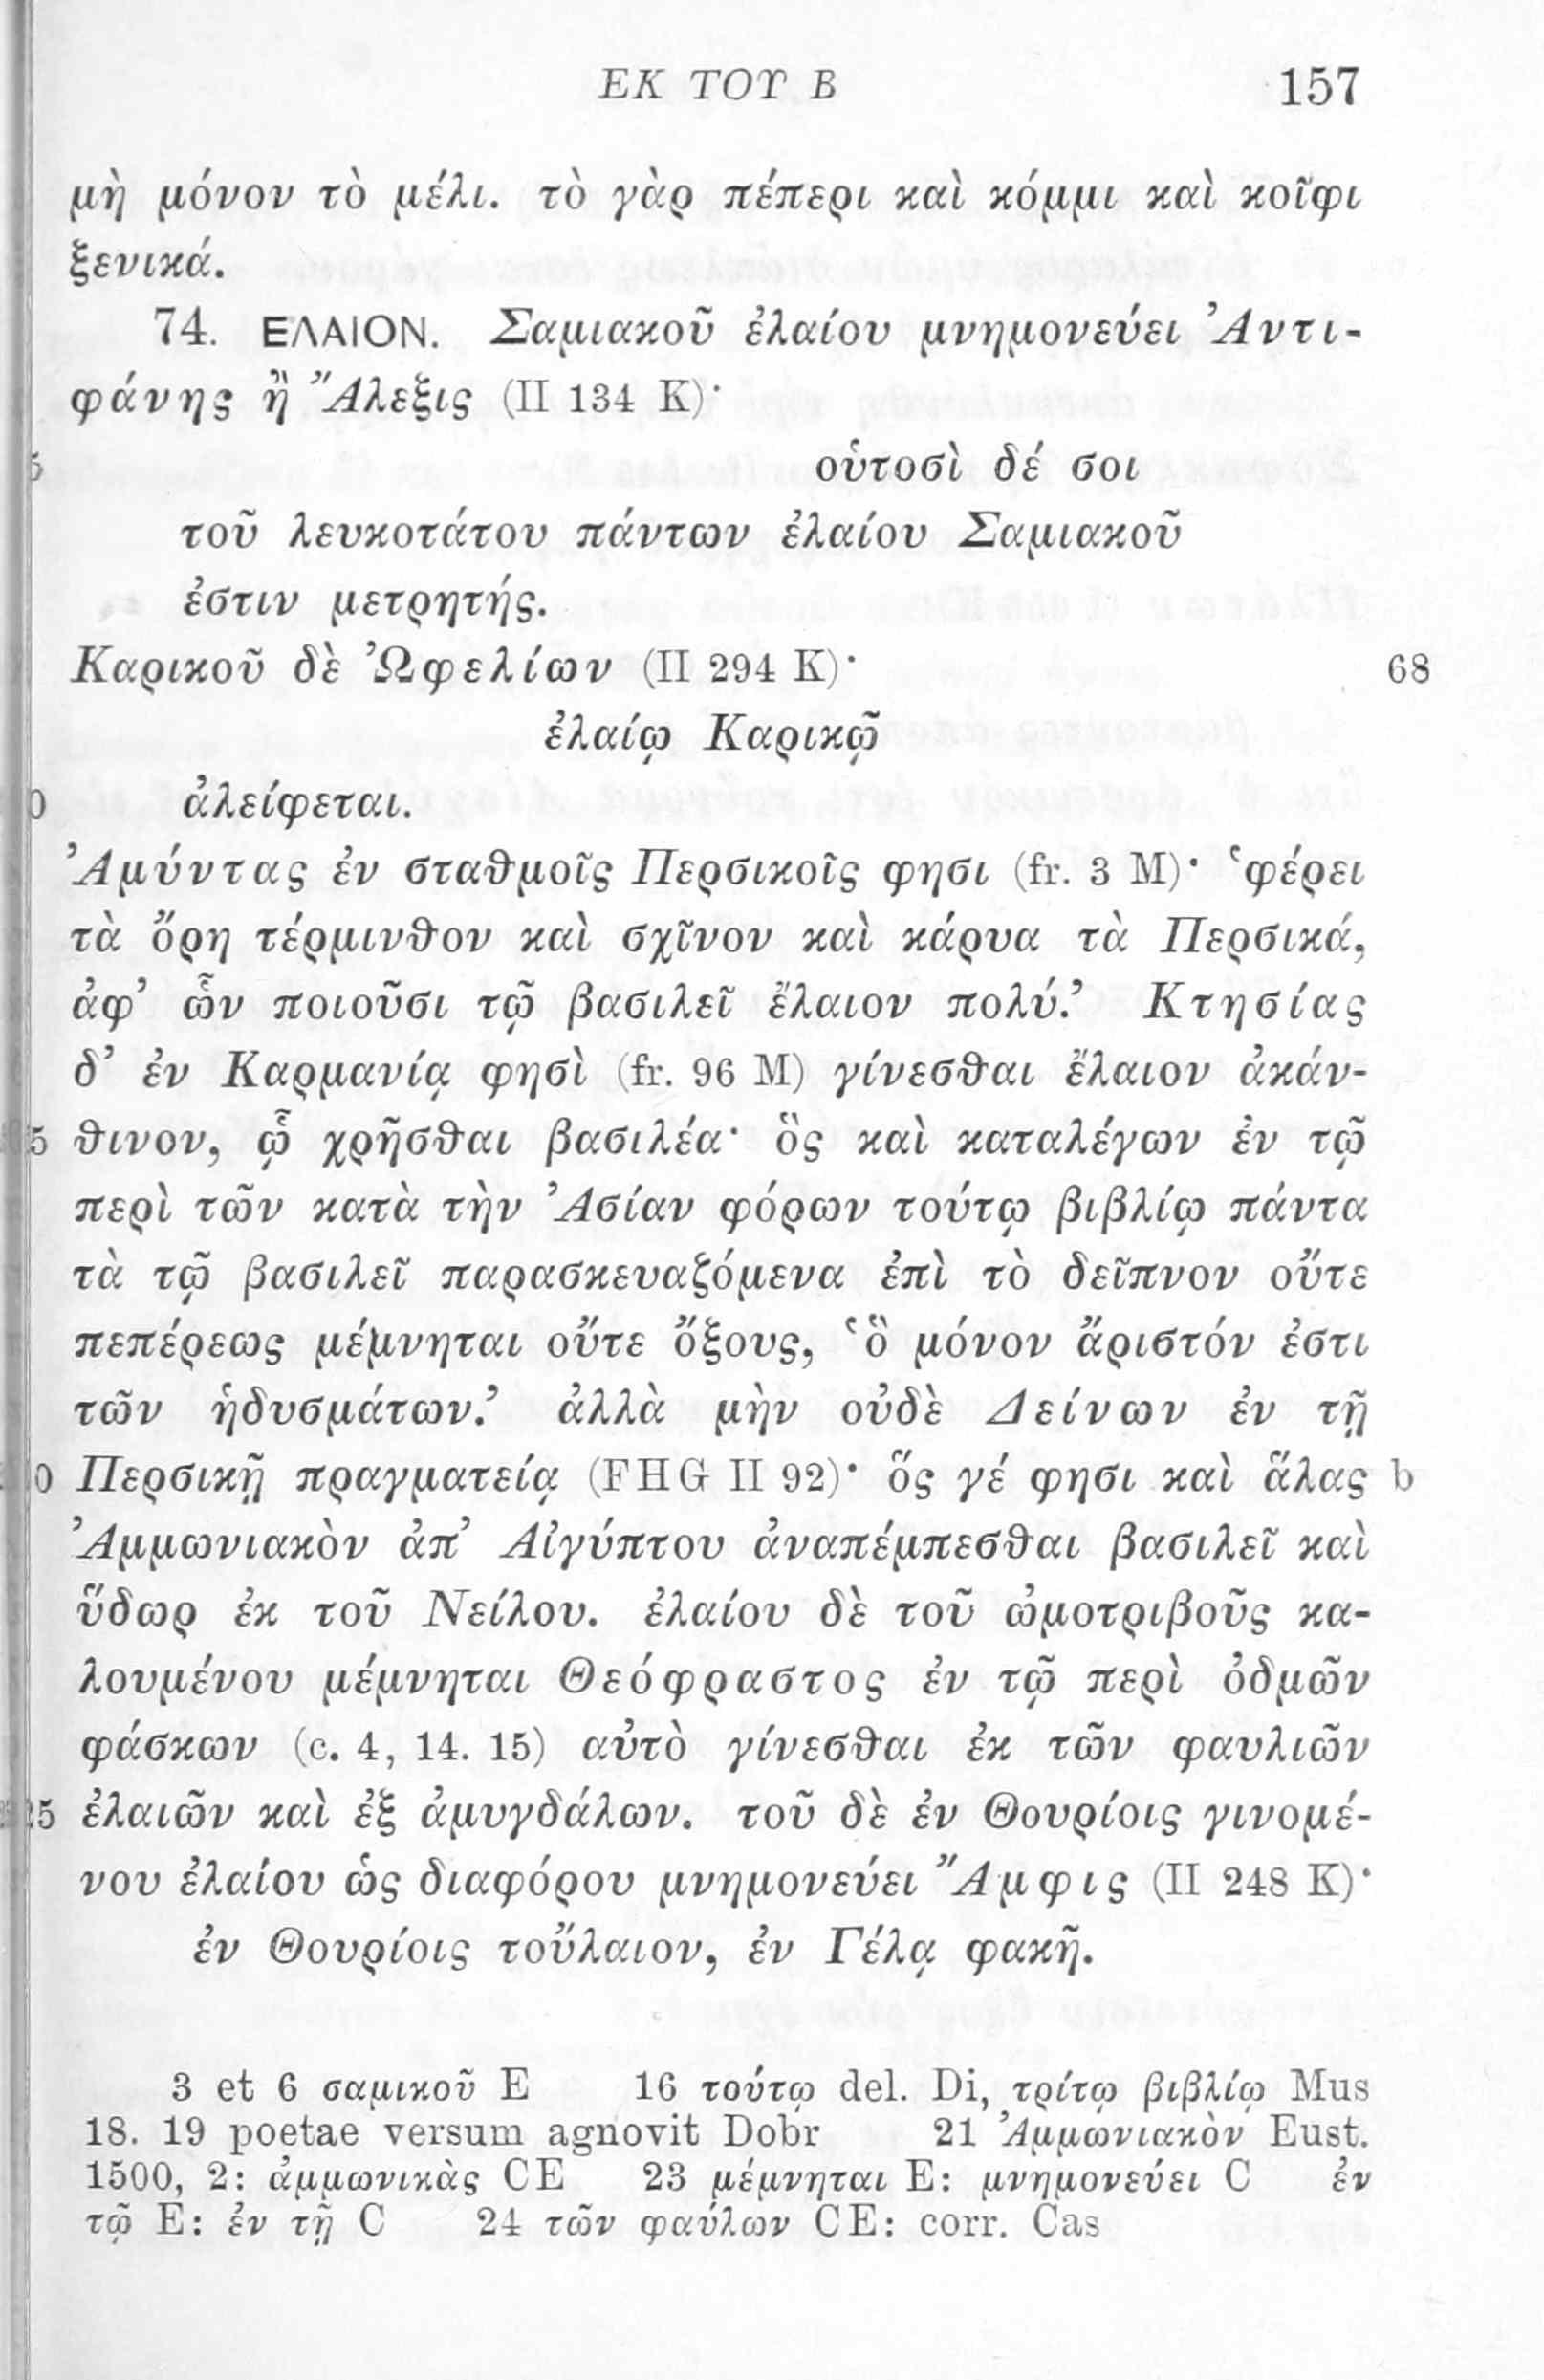 ΕΚ ΤΟΥ Β 157
μὴ μόνον τὸ μέλι. τὸ γὰρ πέπερι καὶ κόμμι καὶ κοῖφι
ξενικά.
74. ΕΛΑΙΟΝ. Σαμιακοῦ ἐλαίου μνημονεύει Ἀντι-
φάνης ἢ Ἄλεξις (II 134 K)·
5 οὑτοσὶ δέ σοι
τοῦ λευκοτάτου πάντων ἐλαίου Σαμιακοῦ
ἐστιν μετρητής.
Καρικοῦ δὲ Ὠφελίων (II 294 K)· 68
ἐλαίῳ Καρικῷ
0 ἀλείφεται.
Ἀμύντας ἐν σταθμοῖς Περσικοῖς φησι (fr. 3 M)· ʽφέρει
τὰ ὄρη τέρμινθον καὶ σχῖνον καὶ κάρυα τὰ Περσικά,
ἀφ’ ὧν ποιοῦσι τῷ βασιλεῖ ἔλαιον πολύ.’ Κτησίας
δ’ ἐν Καρμανίᾳ φησὶ (fr. 96 M) γίνεσθαι ἔλαιον ἀκάν-
5 θινον, ᾧ χρῆσθαι βασιλέα· ὃς καὶ καταλέγων ἐν τῷ
περὶ τῶν κατὰ τὴν Ἀσίαν φόρων τούτῳ βιβλίῳ πάντα
τὰ τῷ βασιλεῖ παρασκευαζόμενα ἐπὶ τὸ δεῖπνον οὔτε
πεπέρεως μέμνηται οὔτε ὄξους, ʽὃ μόνον ἄριστόν ἐστι
τῶν ἡδυσμάτων.’ ἀλλὰ μὴν οὐδὲ Δείνων ἐν τῇ
0 Περσικῇ πραγματείᾳ (FHG II 92)· ὅς γέ φησι καὶ ἅλας b
Ἀμμωνιακὸν ἀπ’ Αἰγύπτου ἀναπέμπεσθαι βασιλεῖ καὶ
ὕδωρ ἐκ τοῦ Νείλου. ἐλαίου δὲ τοῦ ὠμοτριβοῦς κα-
λουμένου μέμνηται Θεόφραστος ἐν τῷ περὶ ὀδμῶν
φάσκων (c. 4, 14. 15) αὐτὸ γίνεσθαι ἐκ τῶν φαυλιῶν
25 ἐλαιῶν καὶ ἐξ ἀμυγδάλων. τοῦ δὲ ἐν Θουρίοις γινομέ-
νου ἐλαίου ὡς διαφόρου μνημονεύει Ἄμφις (II 248 K)·
ἐν Θουρίοις τοὔλαιον, ἐν Γέλᾳ φακῆ.
3 et 6 σαμικοῦ E 16 τούτῳ del. Di, τρίτῳ βιβλίῳ Mus
18. 19 poetae versum agnovit Dobr 21 Ἀμμωνιακὸν Eust.
1500, 2: ἀμμωνικὰς CE 23 μέμνηται E: μνημονεύει C ἐν
τῷ E: ἐν τῇ C 24 τῶν φαύλων CE: corr. Cas